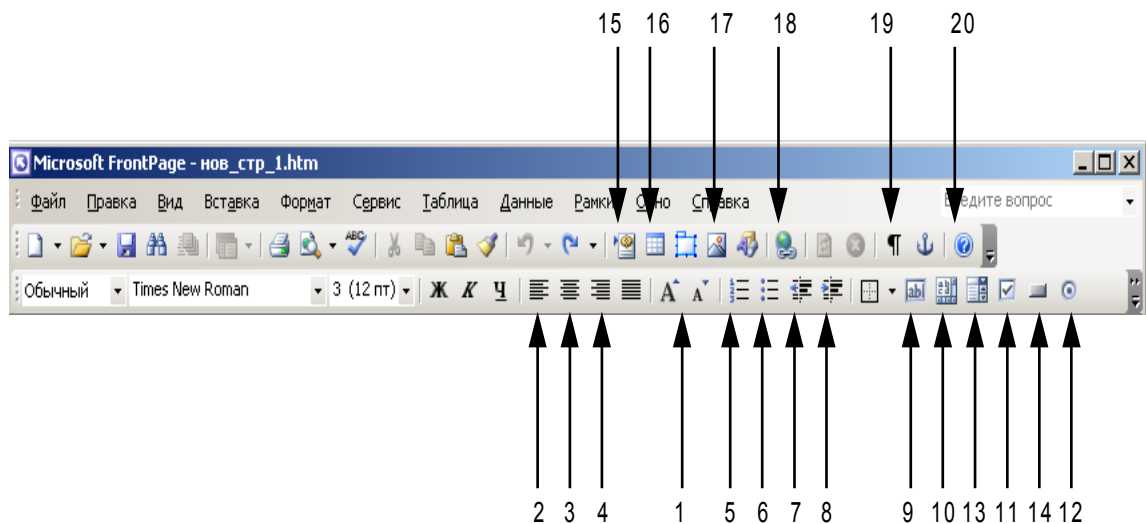 15 16 17 18 19 20
Microsoft FrontPage - нов_стр_1.htm
Файл Правка Вид Вставка Формат Сервис Таблица Данные Рамки Окно Справка Введите вопрос
ABC ¶ ?
Обычный Times New Roman 3 (12 пт) Ж К Ч A A ab
2 3 4 1 5 6 7 8 9 10 13 11 14 12